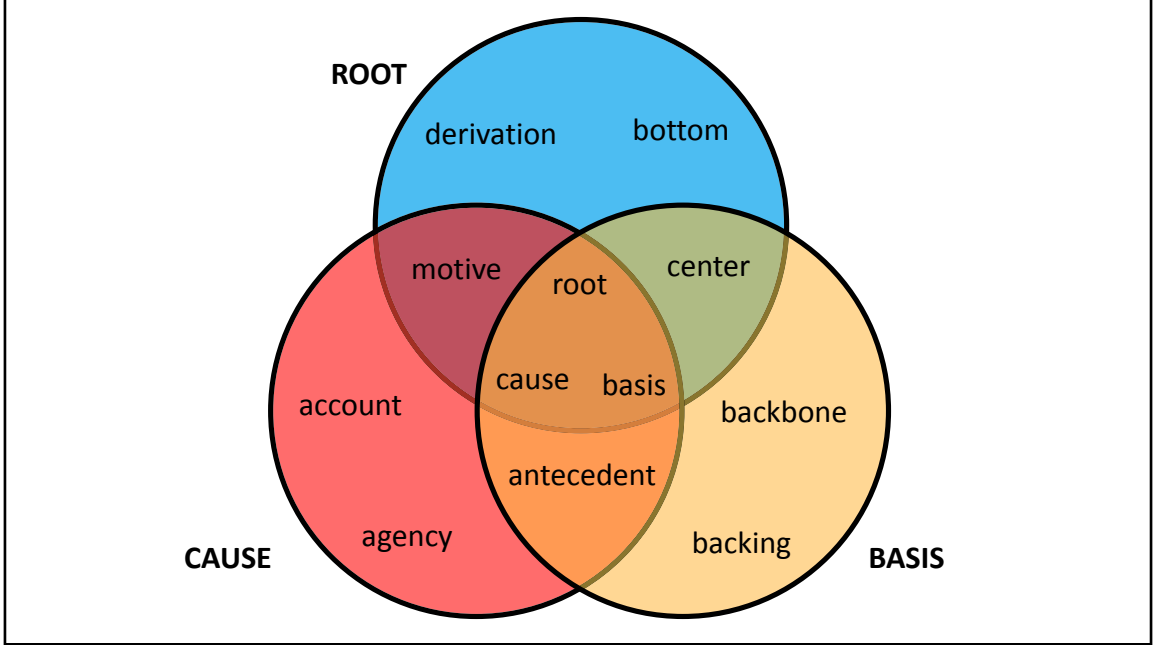 ROOT
derivation
bottom
motive
root
center
cause
basis
account
backbone
antecedent
agency
backing
CAUSE
BASIS